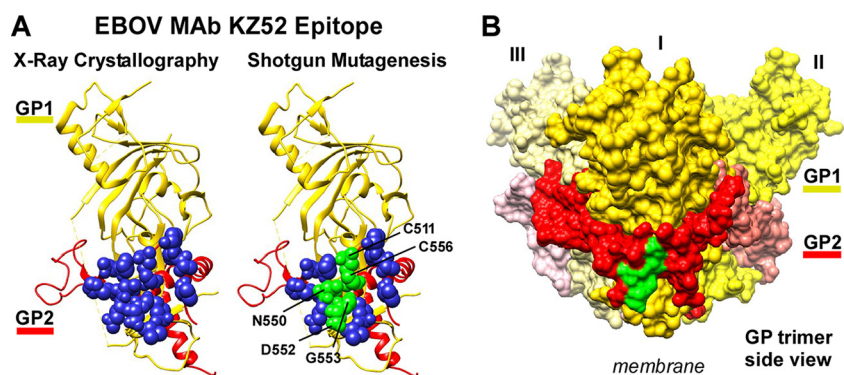 A
EBOV MAb KZ52 Epitope
X-Ray Crystallography
Shotgun Mutagenesis
GP1
GP2
C511
C556
N550
D552
G553
B
III
I
II
GP1
GP2
membrane
GP trimer
side view